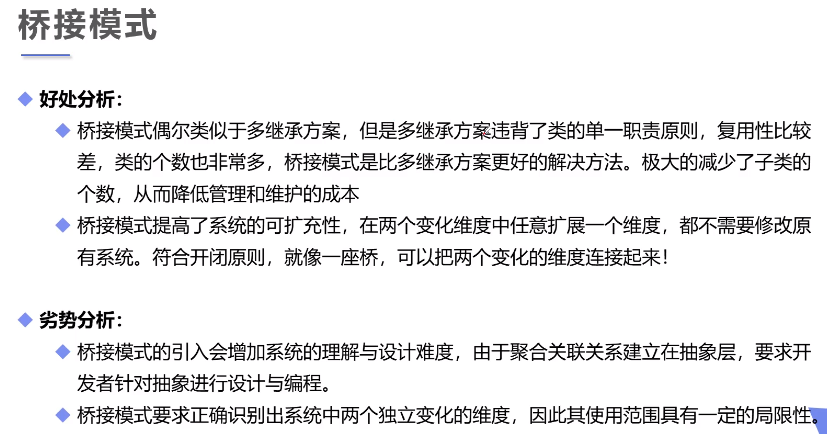 桥接模式
好处分析：
桥接模式偶尔类似于多继承方案，但是多继承方案违背了类的单一职责原则，复用性比较
差，类的个数也非常多，桥接模式是比多继承方案更好的解决方法。极大的减少了子类的
个数，从而降低管理和维护的成本
桥接模式提高了系统的可扩充性，在两个变化维度中任意扩展一个维度，都不需要修改原
有系统。符合开闭原则，就像一座桥，可以把两个变化的维度连接起来！
劣势分析：
桥接模式的引入会增加系统的理解与设计难度，由于聚合关联关系建立在抽象层，要求开
发者针对抽象进行设计与编程。
桥接模式要求正确识别出系统中两个独立变化的维度，因此其使用范围具有一定的局限性。